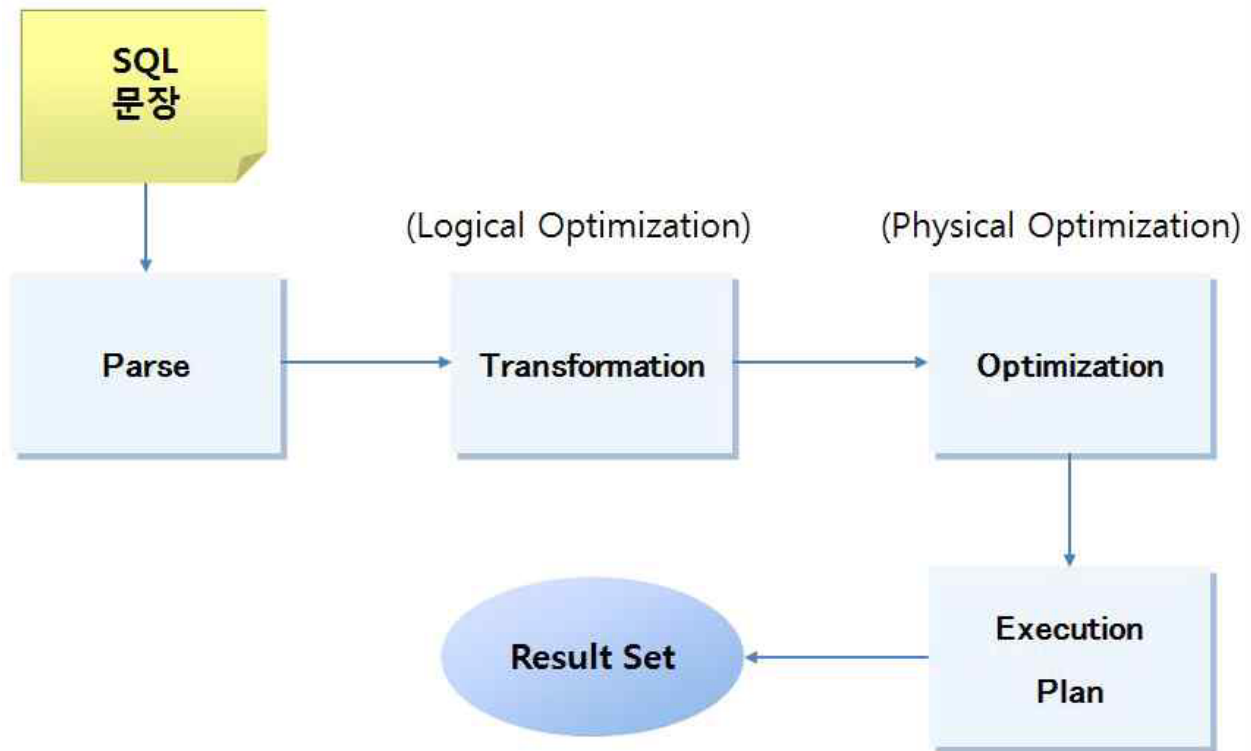 SQL
문장
(Logical Optimization)
(Physical Optimization)
Parse
Transformation
Optimization
Execution
Plan
Result Set